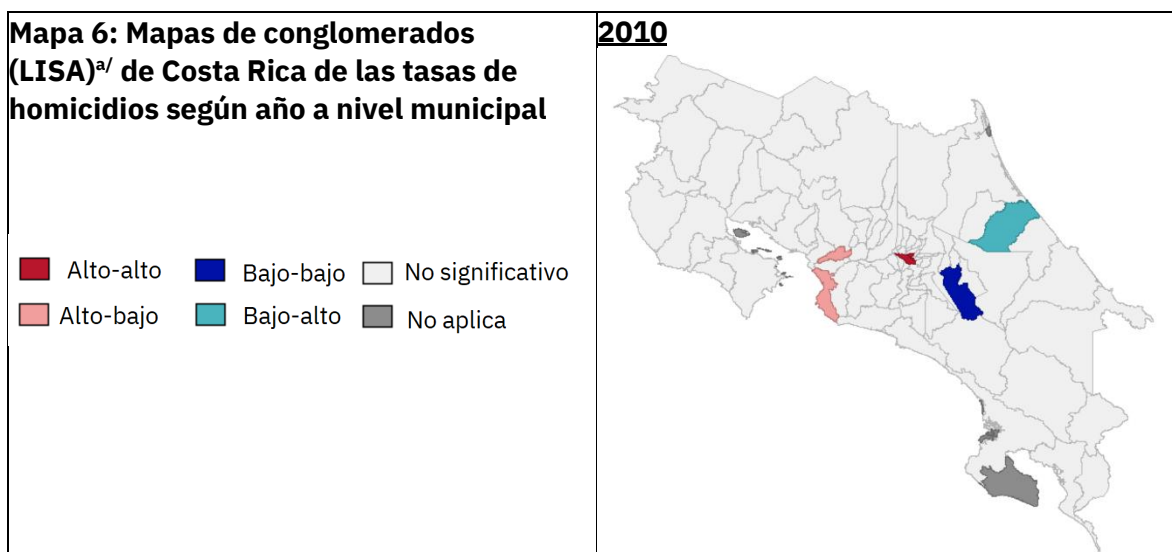 Mapa 6: Mapas de conglomerados
(LISA)a/ de Costa Rica de las tasas de
homicidios según año a nivel municipal
2010
Alto-alto
Bajo-bajo
No significativo
Alto-bajo
Bajo-alto
No aplica